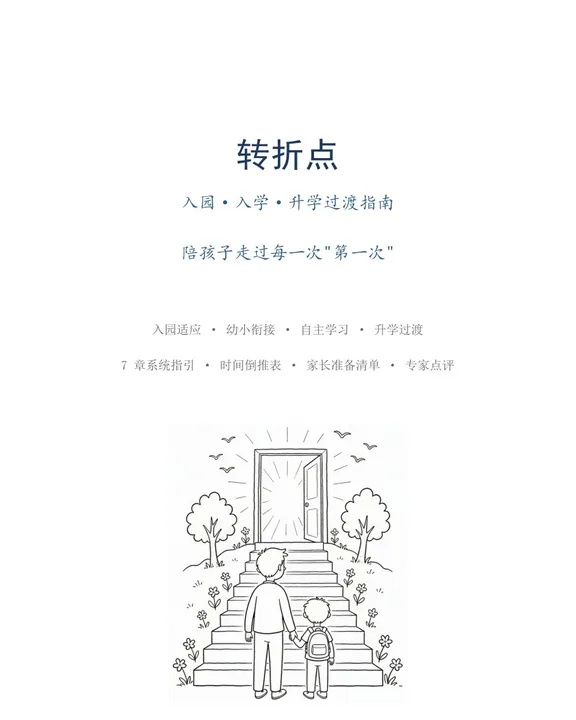 转折点
入园·入学·升学过渡指南
陪孩子走过每一次"第一次"
入园适应 · 幼小衔接 · 自主学习 · 升学过渡
7 章系统指引 · 时间倒推表 · 家长准备清单 · 专家点评